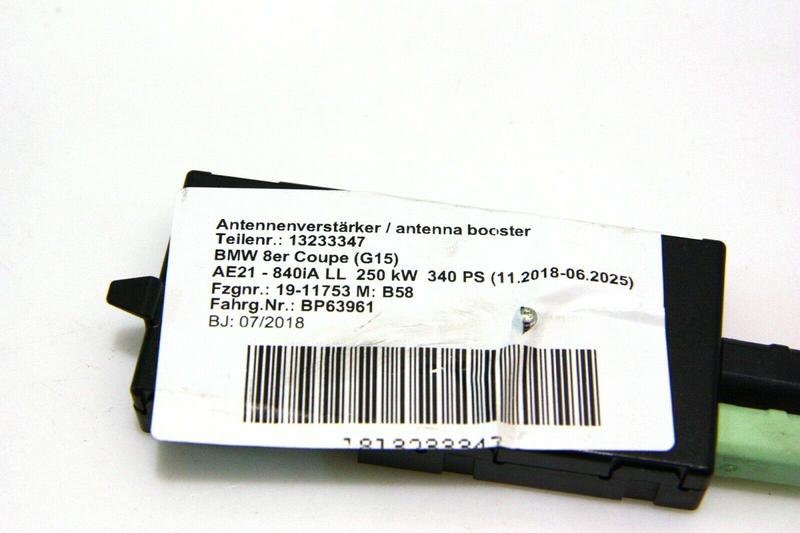 Antennenverstärker / antenna booster
Teilenr.: 13233347
BMW 8er Coupe (G15)
AE21 - 840iA LL 250 kW 340 PS (11.2018-06.2025)
Fzgnr.: 19-11753 M: B58
Fahrg.Nr.: BP63961
BJ: 07/2018